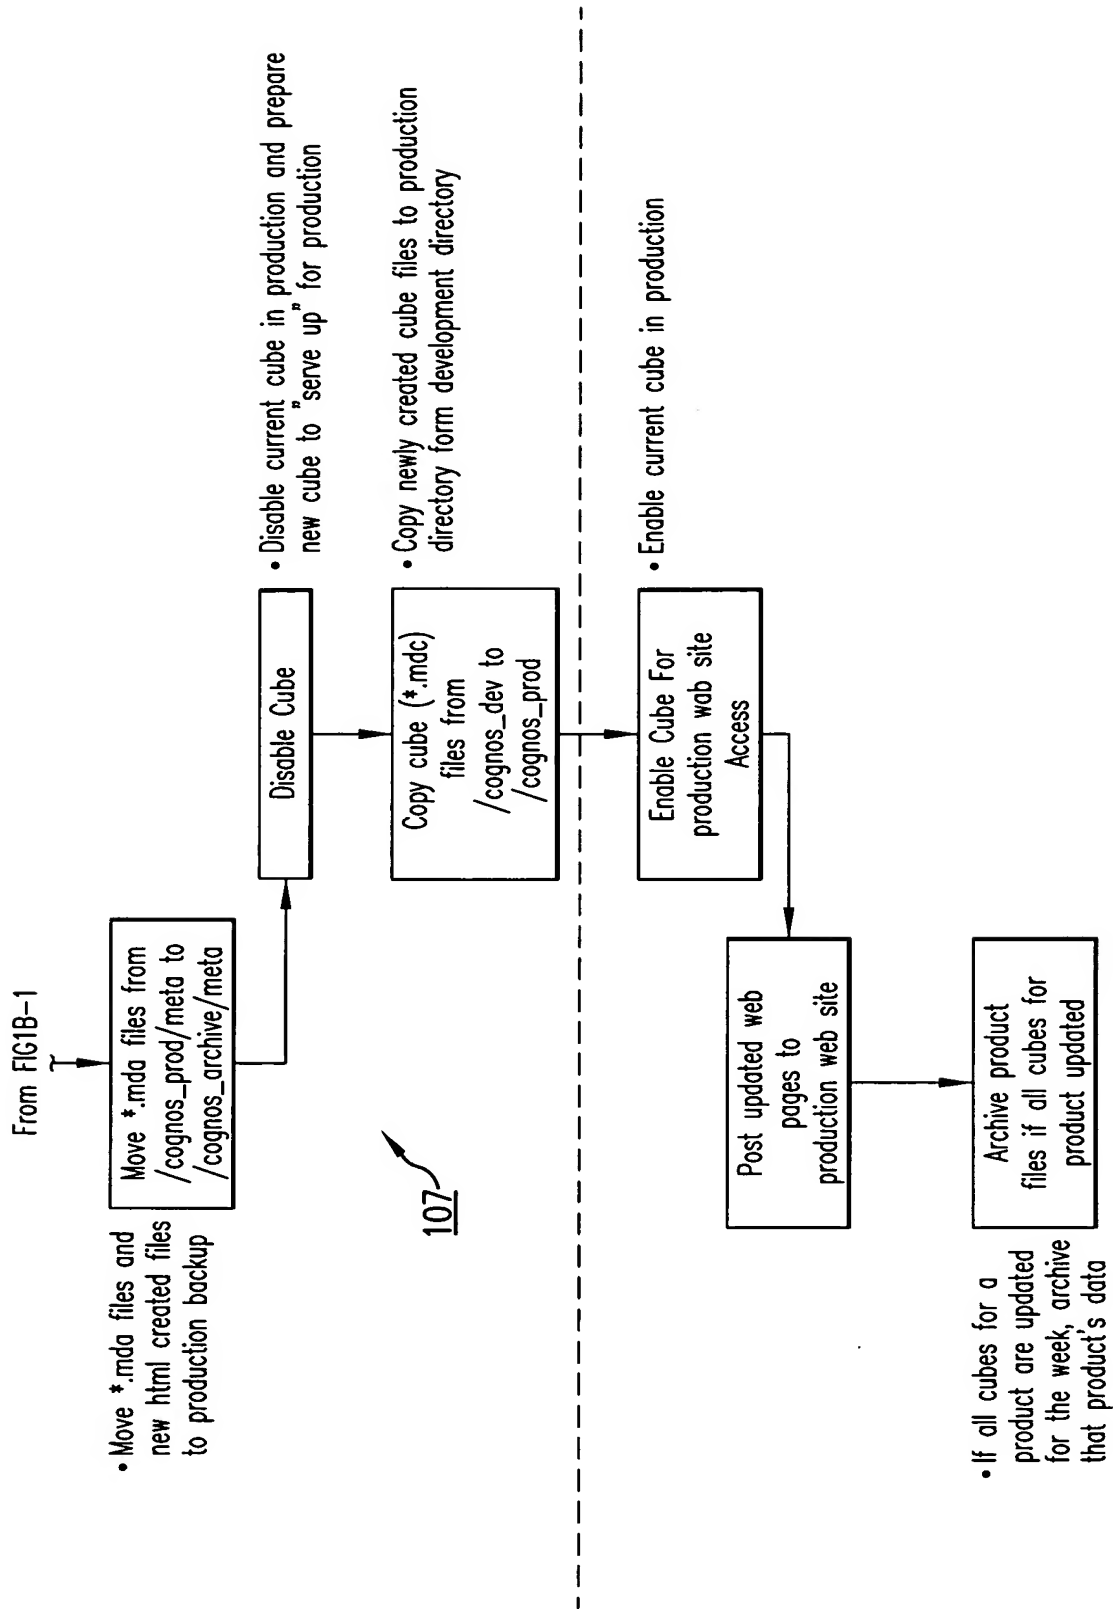 From FIG1B-1
• Move *.mda files and
new html created files
to production backup
Move *.mda files from
/cognos_prod/meta to
/cognos_archive/meta
Disable Cube
• Disable current cube in production and prepare
new cube to "serve up" for production
Copy cube (*.mdc)
files from
/cognos_dev to
/cognos_prod
• Copy newly created cube files to production
directory form development directory
107
Enable Cube For
production wab site
Access
• Enable current cube in production
Post updated web
pages to
production web site
• If all cubes for a
product are updated
for the week, archive
that product's data
Archive product
files if all cubes for
product updated